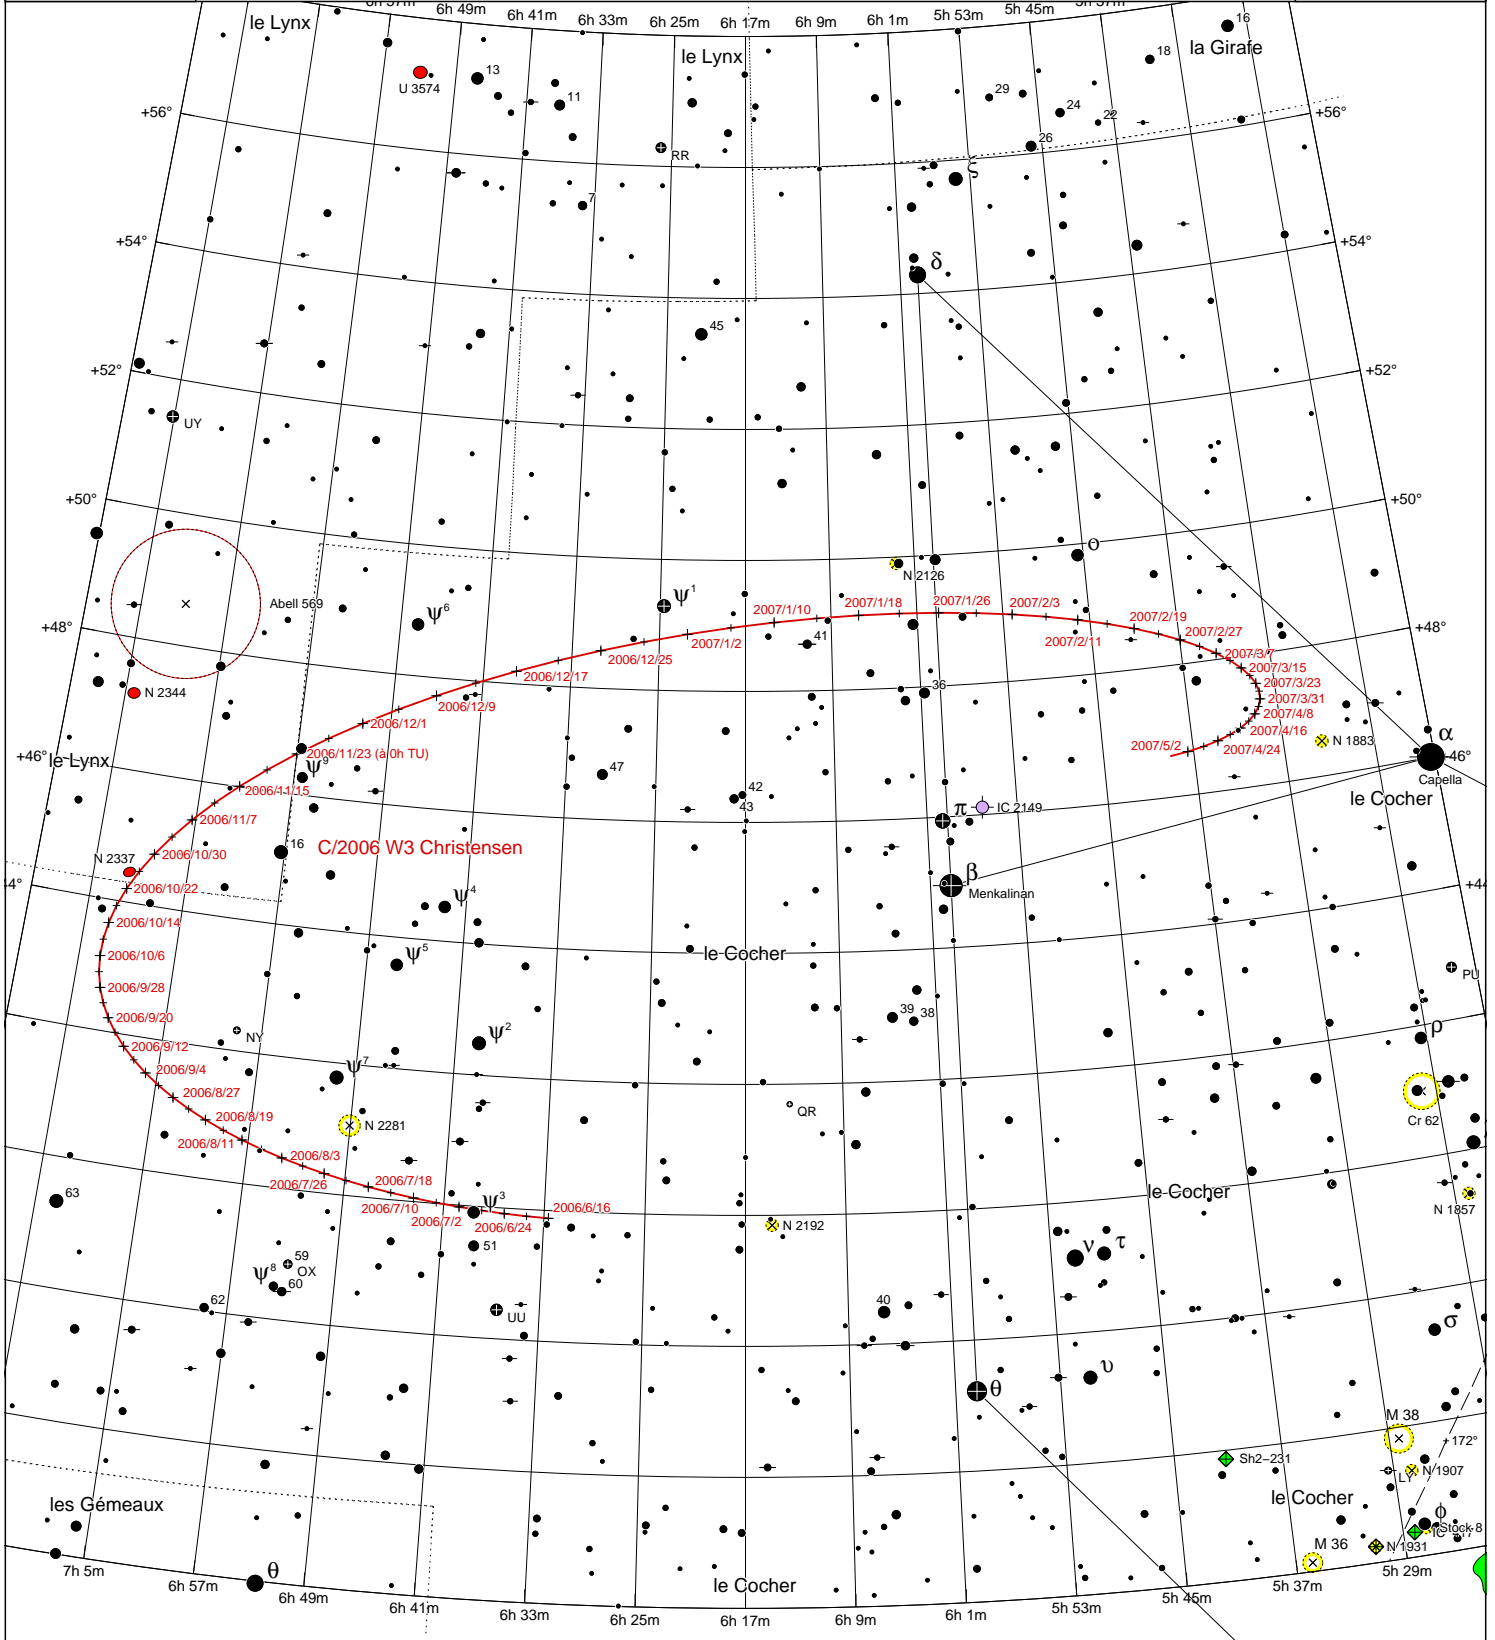 6h 49m
6h 41m
6h 33m
6h 25m
6h 17m
6h 9m
6h 1m
5h 53m
5h 45m
le Lynx
le Lynx
la Girafe
16
18
13
11
U 3574
29
24
22
26
+56°
+56°
RR
ξ
7
+54°
+54°
δ
45
+52°
+52°
UY
+50°
+50°
ο
N 2126
Abell 569
ψ1
ψ6
2007/1/10
2007/1/18
2007/1/26
2007/2/3
2007/2/19
+48°
+48°
2007/1/2
41
2007/2/11
2007/2/27
2006/12/25
2007/3/7
2007/3/15
2006/12/17
2007/3/23
N 2344
36
2007/3/31
2006/12/9
2007/4/8
2006/12/1
2007/4/16
α
N 1883
2007/5/2
2007/4/24
2006/11/23 (à 0h TU)
+46°
le Lynx
46°
ψ9
47
Capella
2006/11/15
42
43
π
IC 2149
le Cocher
2006/11/7
16
C/2006 W3 Christensen
2006/10/30
N 2337
β
+44
2006/10/22
Menkalinan
ψ4
2006/10/14
ψ5
le Cocher
2006/10/6
PU
2006/9/28
39
38
2006/9/20
NY
ψ2
ρ
2006/9/12
2006/9/4
ψ7
2006/8/27
QR
Cr 62
2006/8/19
N 2281
2006/8/11
2006/8/3
2006/7/26
2006/7/18
le Cocher
63
2006/7/10
ψ3
2006/6/16
N 1857
2006/7/2
2006/6/24
N 2192
51
ν
τ
59
OX
ψ8
60
62
UU
40
σ
υ
θ
M 38
+172°
Sh2-231
LY
N 1907
les Gémeaux
le Cocher
φ
Stock 8
M 36
N 1931
7h 5m
θ
6h 57m
6h 49m
6h 41m
6h 33m
6h 25m
le Cocher
6h 17m
6h 9m
6h 1m
5h 53m
5h 45m
5h 37m
5h 29m